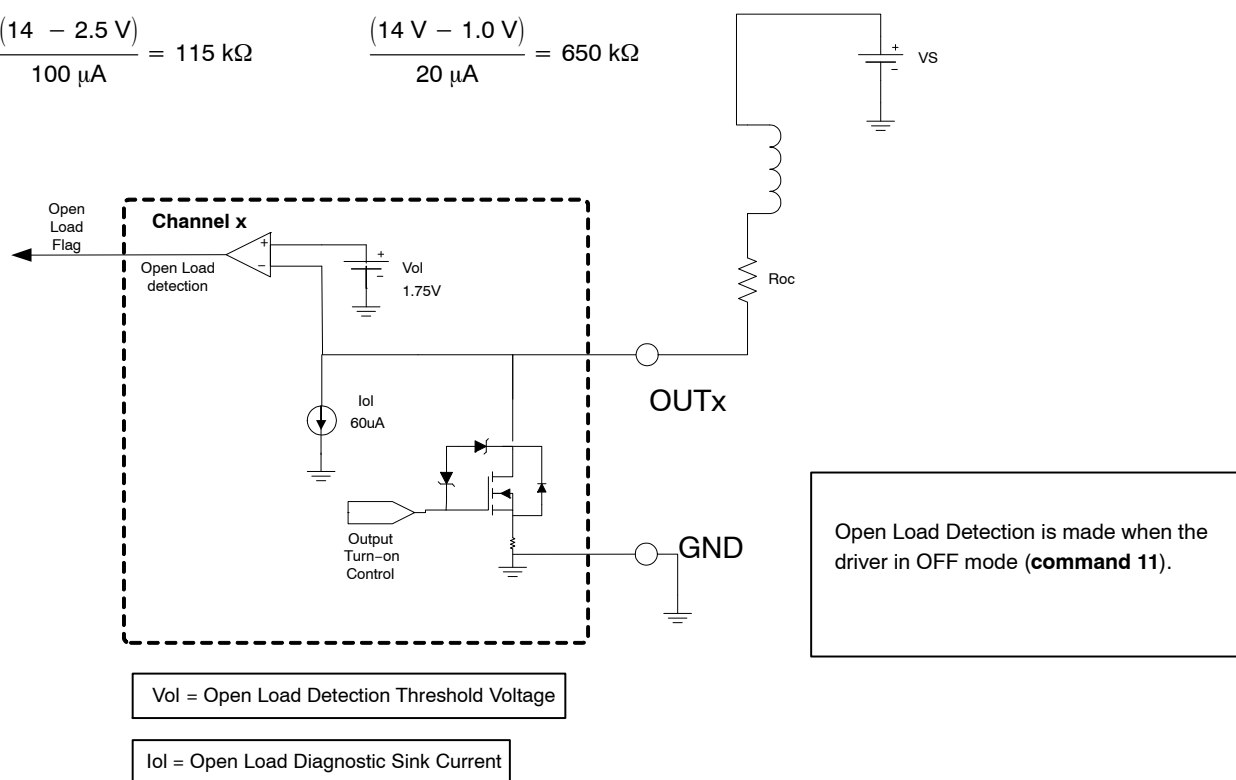 (14 − 2.5 V)
100 μA
= 115 kΩ
(14 V − 1.0 V)
20 μA
= 650 kΩ
+
−
VS
Open
Load
Flag
Channel x
+
−
Open Load
detection
+
−
Vol
1.75V
Roc
OUTx
Iol
60uA
Output
Turn−on
Control
GND
Open Load Detection is made when the
driver in OFF mode (command 11).
Vol = Open Load Detection Threshold Voltage
Iol = Open Load Diagnostic Sink Current